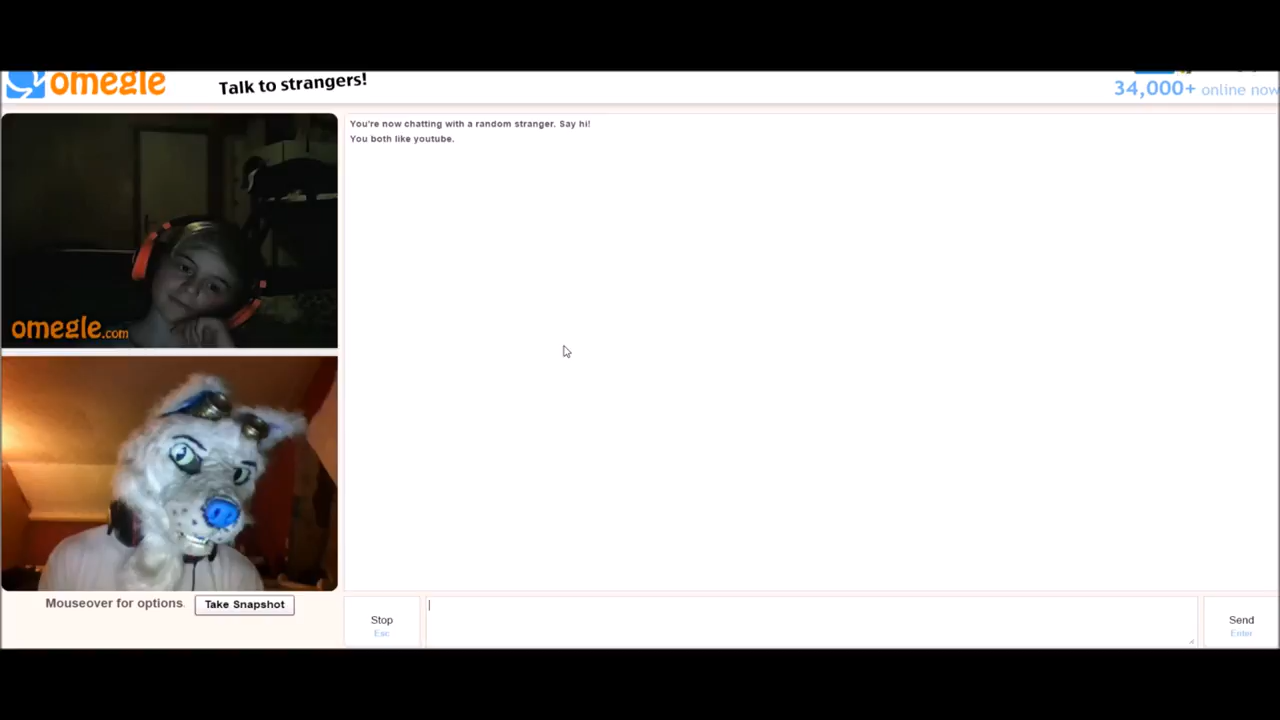 omegle
Talk to strangers!
34,000+ online now
You're now chatting with a random stranger. Say hi!
You both like youtube.
omegle.com
Mouseover for options.
Take Snapshot
Stop
Esc
Send
Enter